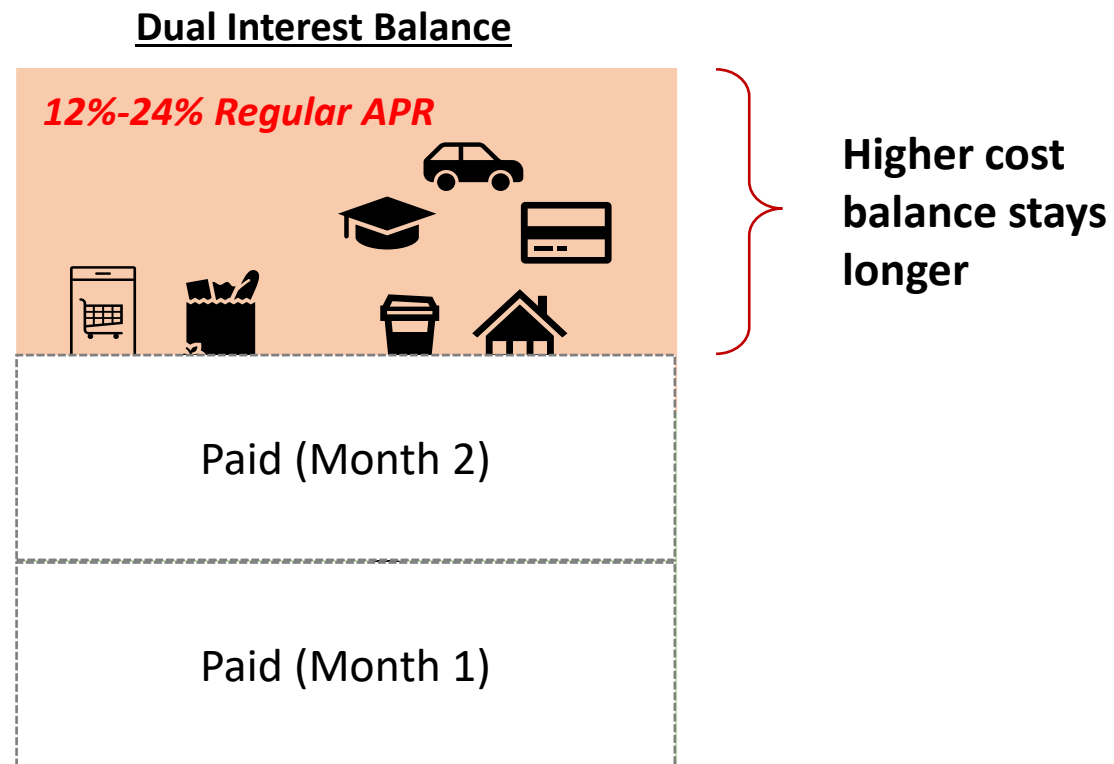 Dual Interest Balance
12%-24% Regular APR
Higher cost
balance stays
longer
Paid (Month 2)
Paid (Month 1)